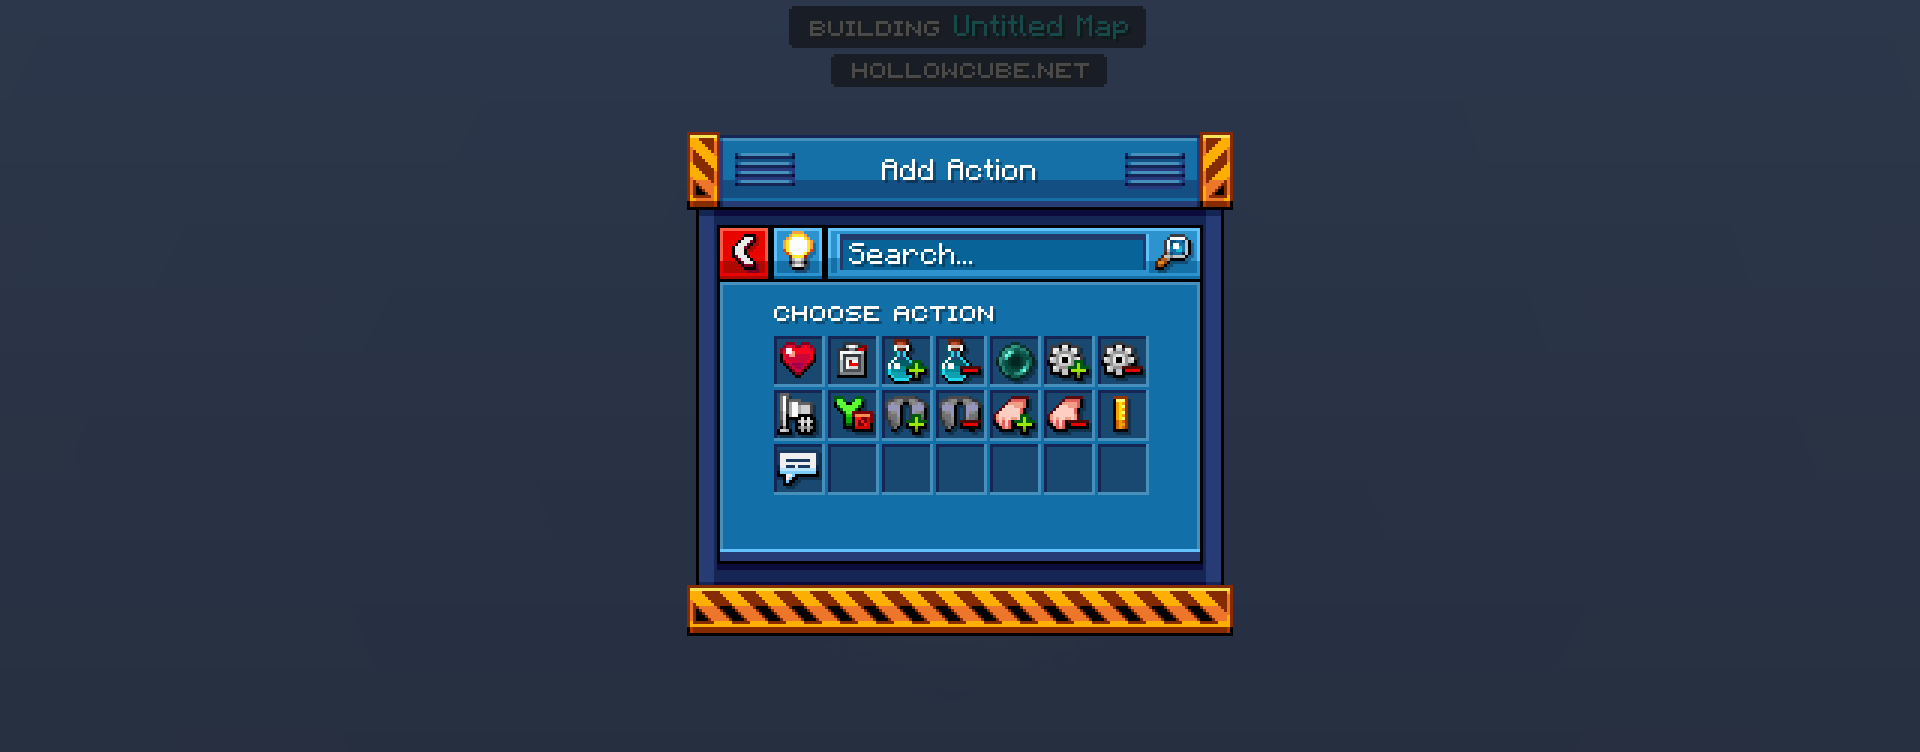 BUILDING Untitled Map
HOLLOWCUBE.NET
Add Action
Search...
CHOOSE ACTION